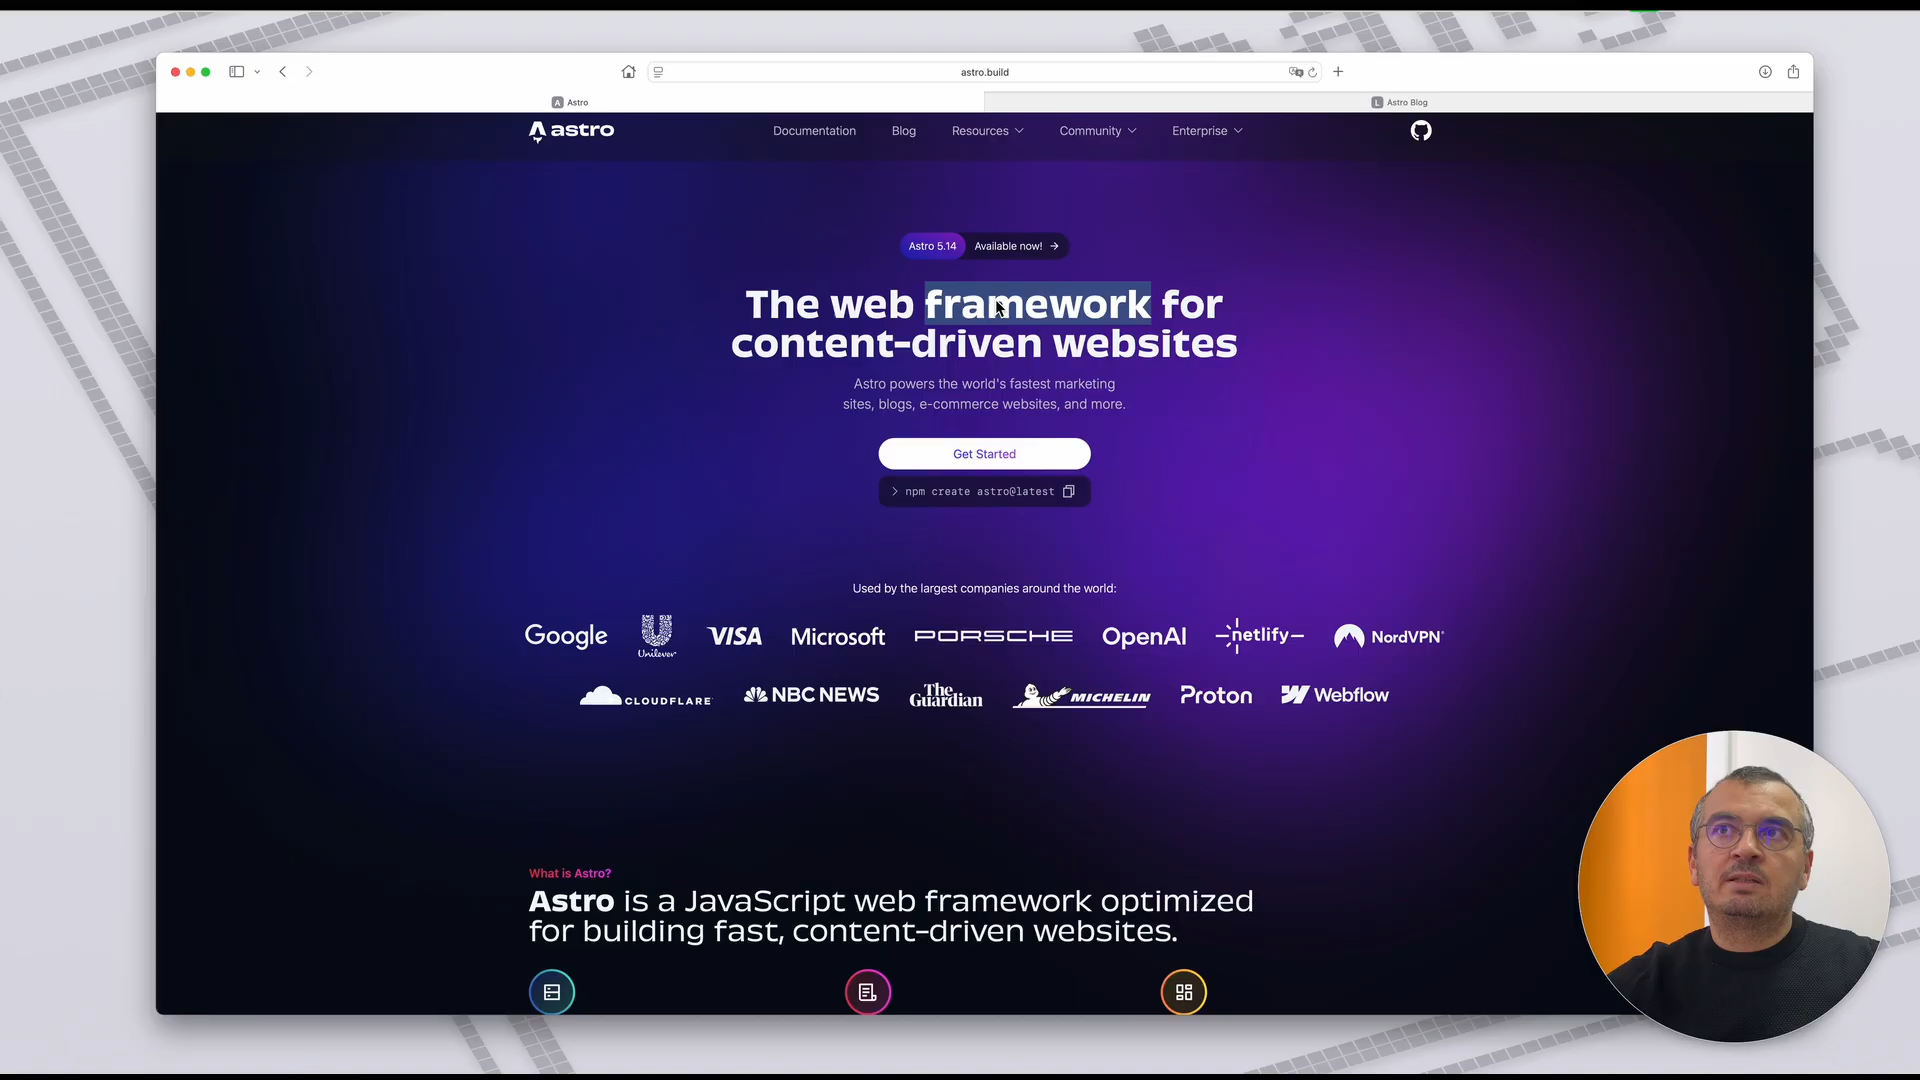 astro.build
Astro
Astro Blog
astro
Documentation
Blog
Resources
Community
Enterprise
Astro 5.14
Available now!
The web framework for
content-driven websites
Astro powers the world's fastest marketing
sites, blogs, e-commerce websites, and more.
Get Started
> npm create astro@latest
Used by the largest companies around the world:
Google
Unilever
VISA
Microsoft
PORSCHE
OpenAI
netlify
NordVPN®
CLOUDFLARE
NBC NEWS
The Guardian
MICHELIN
Proton
Webflow
What is Astro?
Astro is a JavaScript web framework optimized
for building fast, content-driven websites.